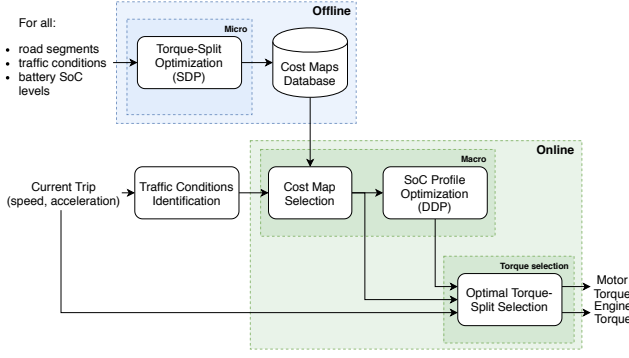 Offline
For all:
• road segments
• traffic conditions
• battery SoC
levels
Micro
Torque-Split
Optimization
(SDP)
Cost Maps
Database
Online
Macro
Current Trip
(speed, acceleration)
Traffic Conditions
Identification
Cost Map
Selection
SoC Profile
Optimization
(DDP)
Torque selection
Optimal Torque-
Split Selection
Motor
Torque
Engine
Torque